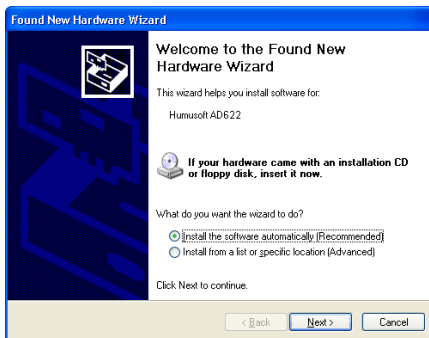 Found New Hardware Wizard
Welcome to the Found New
Hardware Wizard
This wizard helps you install software for:
Humusoft AD622
If your hardware came with an installation CD
or floppy disk, insert it now.
What do you want the wizard to do?
Install the software automatically (Recommended)
Install from a list or specific location (Advanced)
Click Next to continue.
< Back Next > Cancel